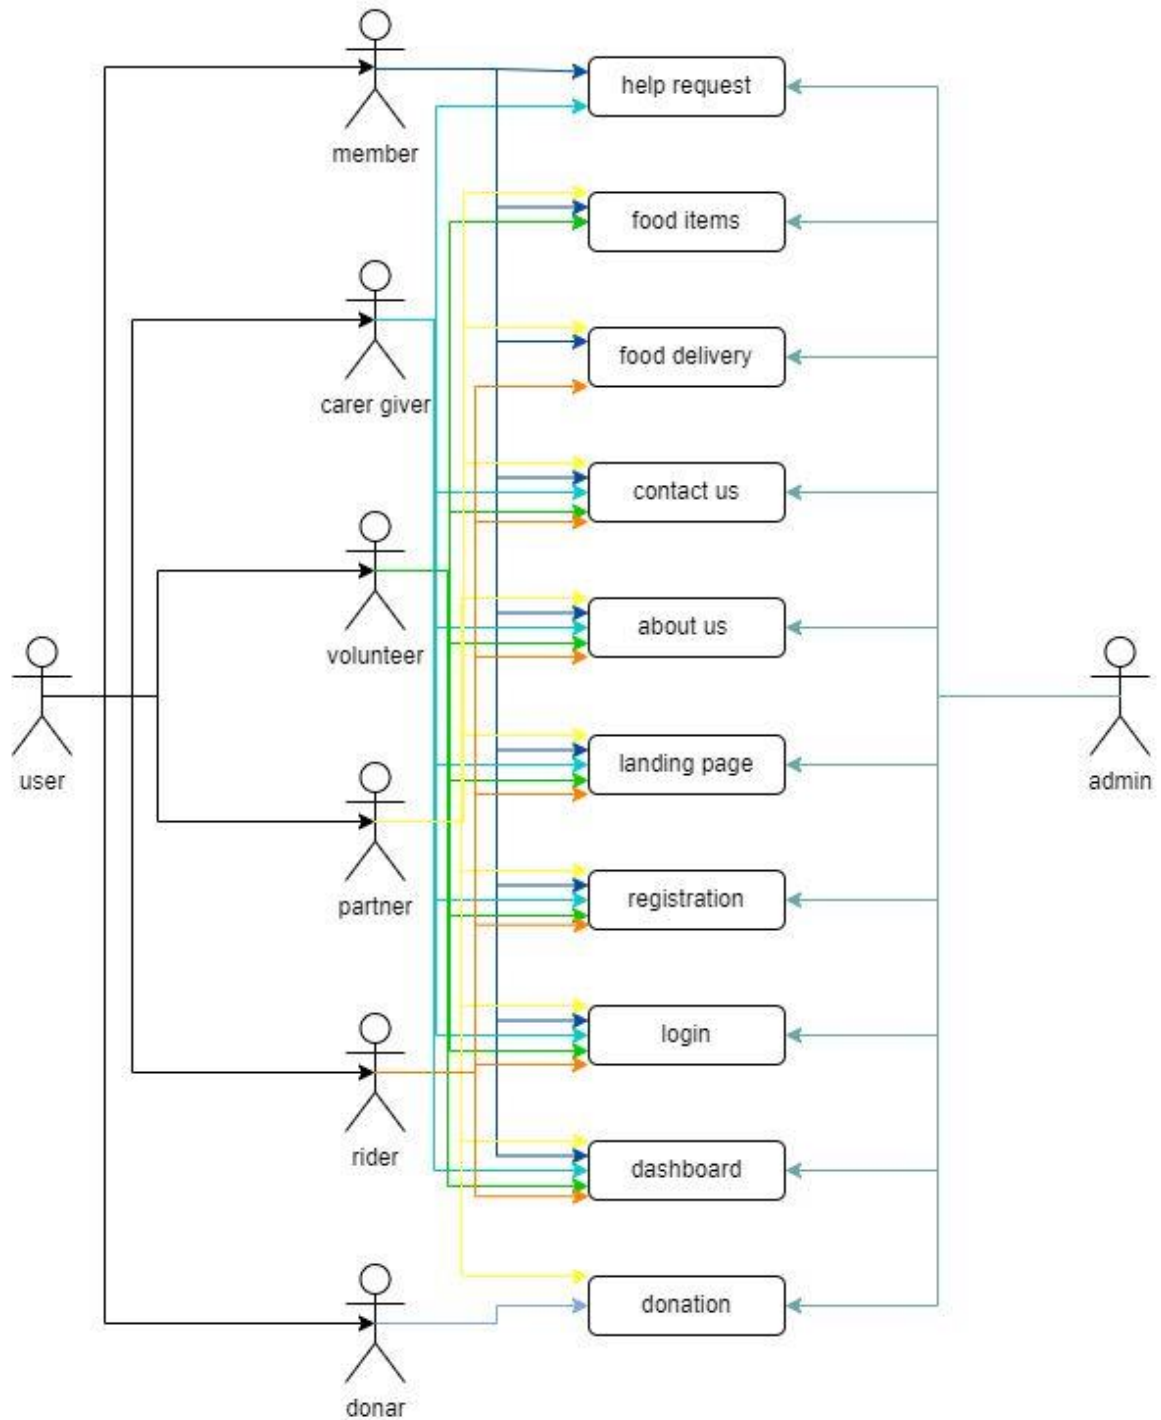 member
help request
food items
carer giver
food delivery
contact us
volunteer
about us
user
landing page
admin
partner
registration
login
rider
dashboard
donation
donar